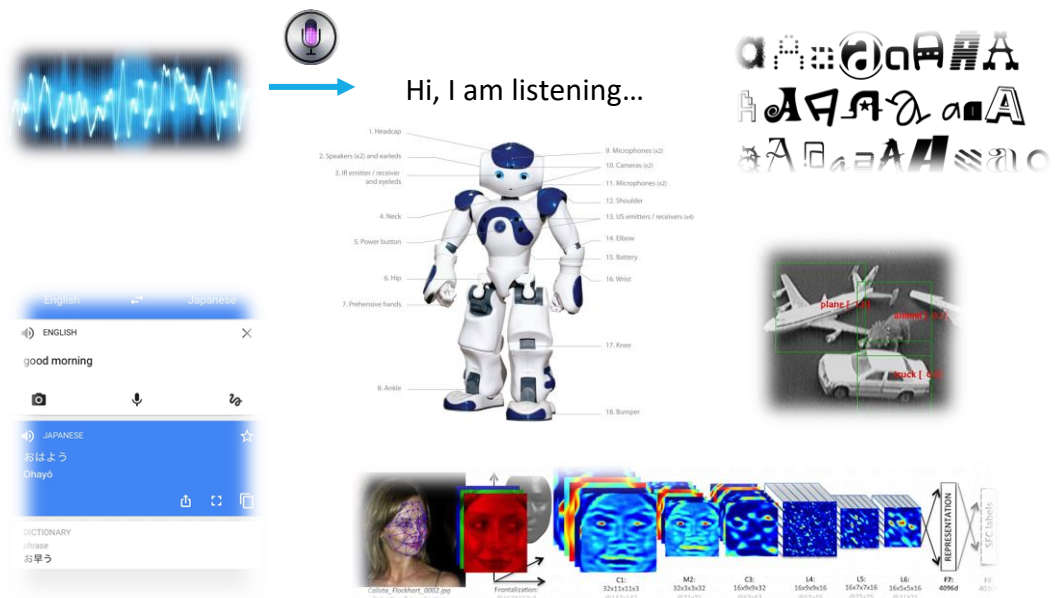 Hi, I am listening…
1. Headcap
2. Speakers (x2) and earleds
3. IR emitter / receiver
and eyeleds
4. Neck
5. Power button
6. Hip
7. Prehensive hands
8. Ankle
9. Microphones (x2)
10. Cameras (x2)
11. Microphones (x2)
12. Shoulder
13. US emitters / receivers (x4)
14. Elbow
15. Battery
16. Wrist
17. Knee
18. Bumper
English
Japanese
ENGLISH
good morning
JAPANESE
おはよう
Ohayō
DICTIONARY
phrase
お早う
plane [
truck [
Calista_Flockhart_0002.jpg
Frontalization:
C1:
32x11x11x3
M2:
32x3x3x32
C3:
16x9x9x32
L4:
16x9x9x16
L5:
16x7x7x16
L6:
16x5x5x16
F7:
4096d
REPRESENTATION
SFC labels